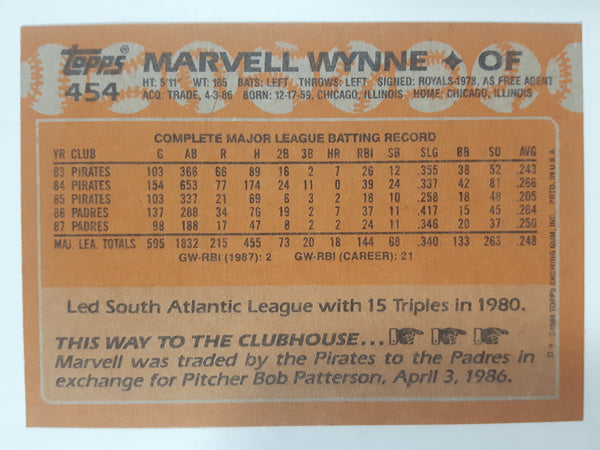 Topps®
454
MARVELL WYNNE ✦ OF
HT: 5'11" WT: 185 BATS: LEFT THROWS: LEFT SIGNED: ROYALS-1978, AS FREE AGENT
ACQ: TRADE, 4-3-86 BORN: 12-17-59, CHICAGO, ILLINOIS HOME: CHICAGO, ILLINOIS
COMPLETE MAJOR LEAGUE BATTING RECORD
YR CLUB G AB R H 2B 3B HR RBI SB SLG BB SO AVG
83 PIRATES 103 366 66 89 16 2 7 26 12 .355 38 52 .243
84 PIRATES 154 653 77 174 24 11 0 39 24 .337 42 81 .266
85 PIRATES 103 337 21 69 6 3 2 18 10 .258 18 48 .205
86 PADRES 137 288 34 76 19 2 7 37 11 .417 15 45 .264
87 PADRES 98 188 17 47 8 2 2 24 11 .346 20 37 .250
MAJ. LEA. TOTALS 595 1832 215 455 73 20 18 144 68 .340 133 263 .248
GW-RBI (1987): 2 GW-RBI (CAREER): 21
Led South Atlantic League with 15 Triples in 1980.
THIS WAY TO THE CLUBHOUSE...
Marvell was traded by the Pirates to the Padres in
exchange for Pitcher Bob Patterson, April 3, 1986.
©1988 TOPPS CHEWING GUM, INC. PRTD. IN U.S.A.